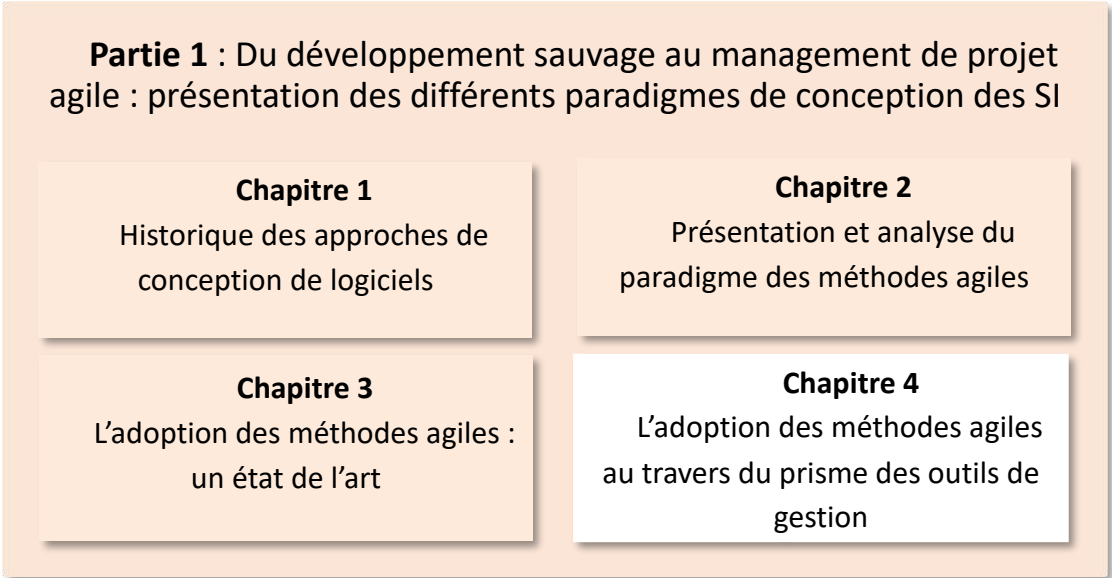 Partie 1 : Du développement sauvage au management de projet
agile : présentation des différents paradigmes de conception des SI
Chapitre 1
Historique des approches de
conception de logiciels
Chapitre 2
Présentation et analyse du
paradigme des méthodes agiles
Chapitre 3
L’adoption des méthodes agiles :
un état de l’art
Chapitre 4
L’adoption des méthodes agiles
au travers du prisme des outils de
gestion